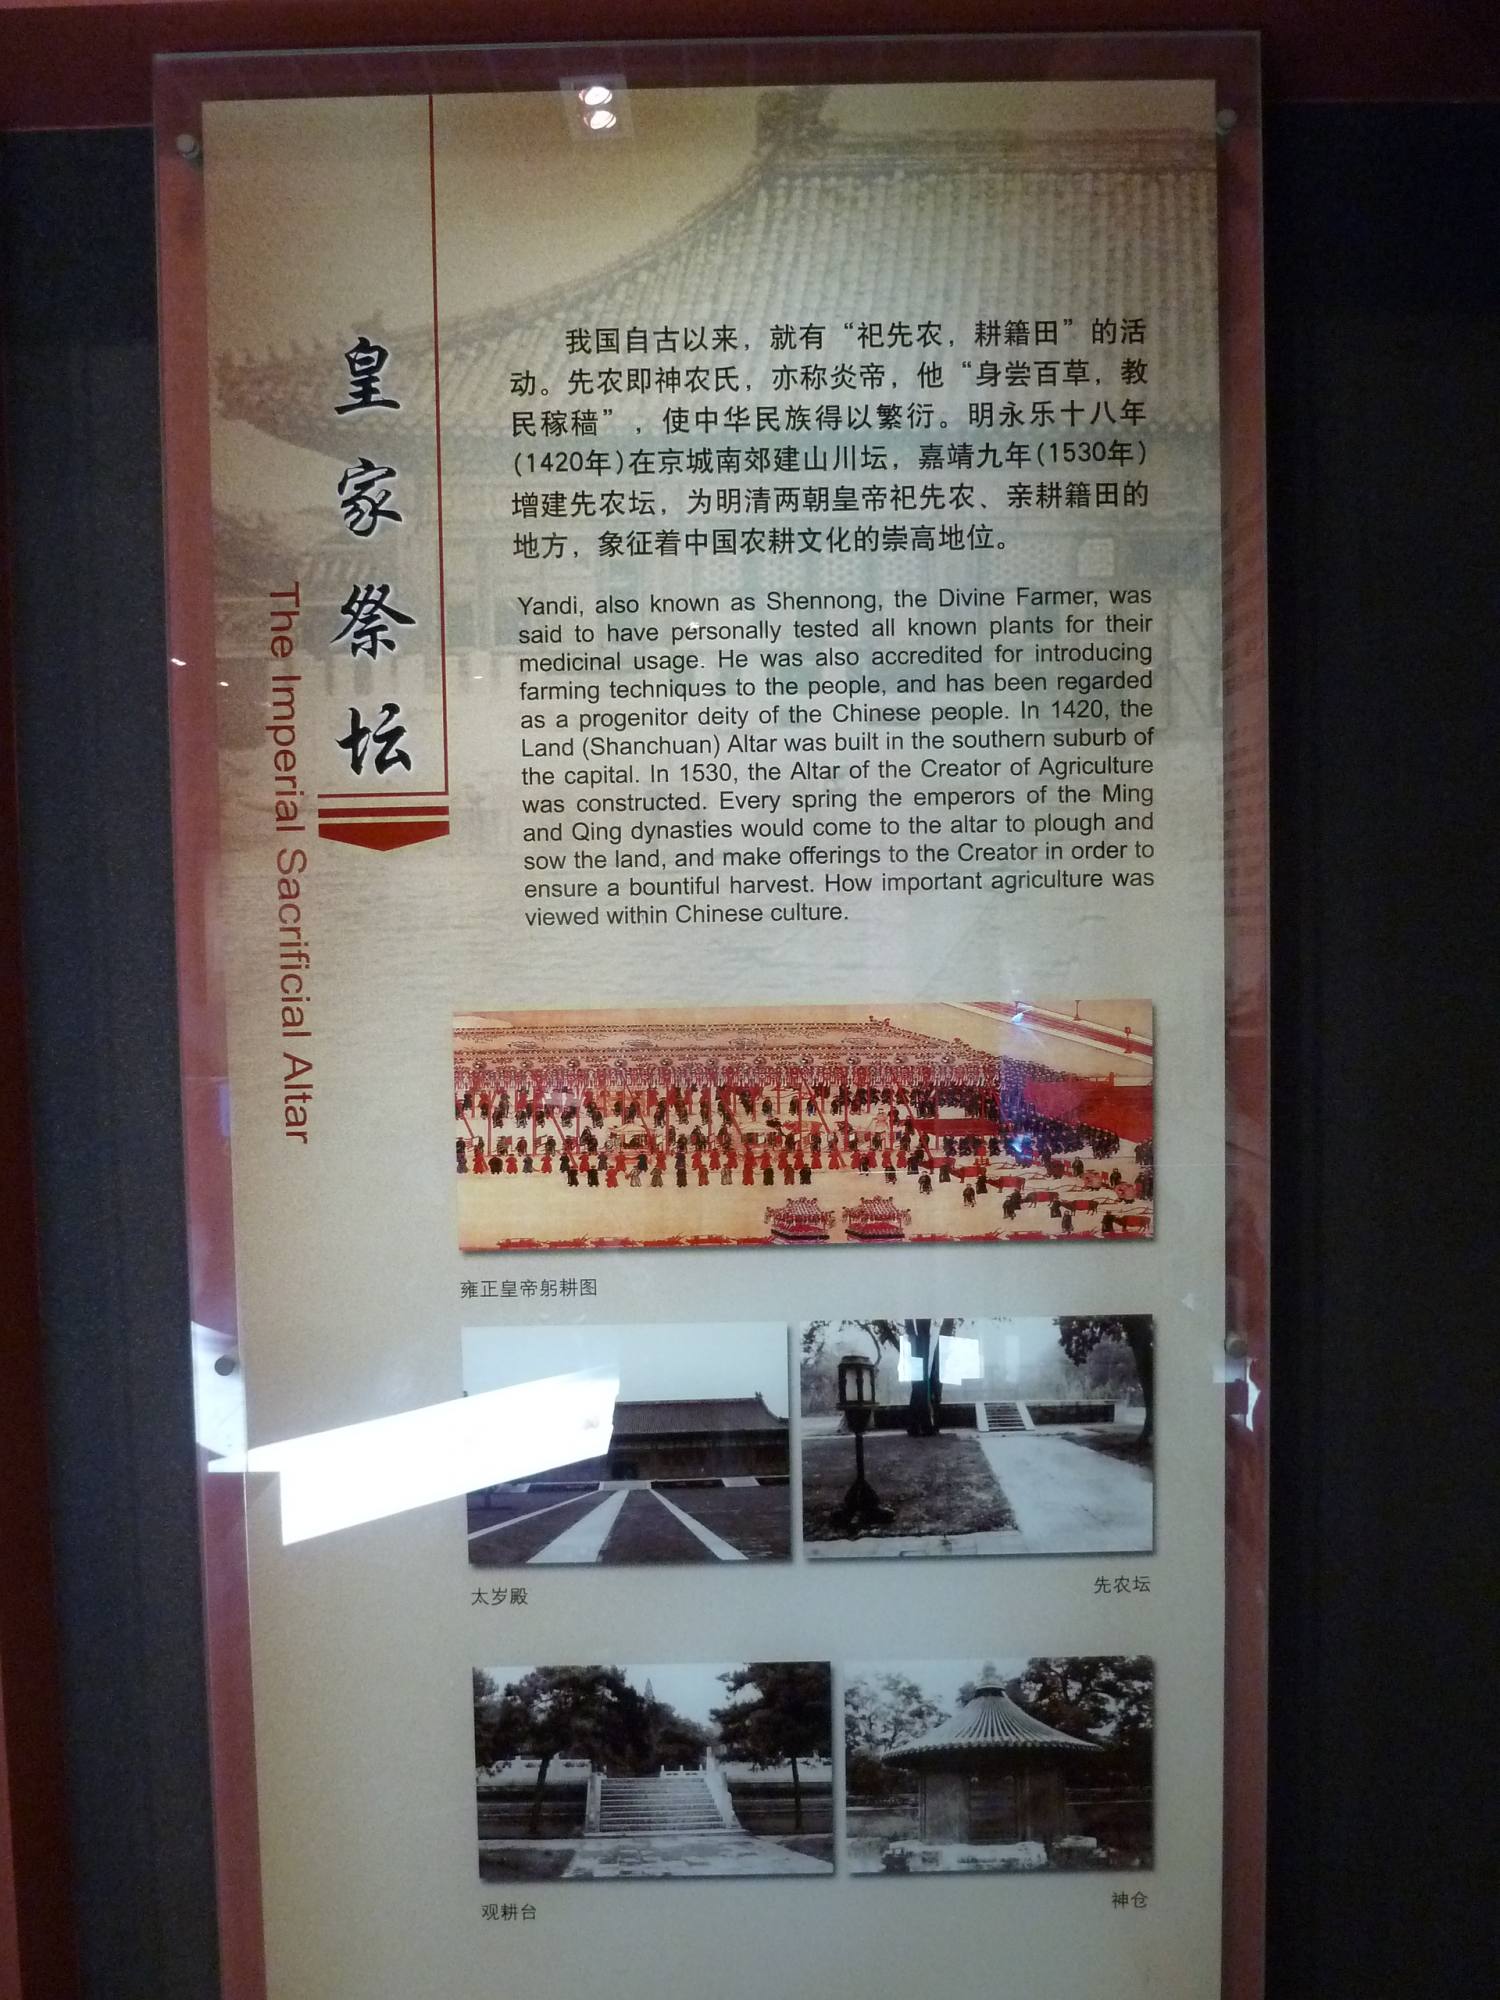 皇家祭坛
The Imperial Sacrificial Altar
我国自古以来，就有“祀先农，耕籍田”的活
动。先农即神农氏，亦称炎帝，他“身尝百草，教
民稼穑”，使中华民族得以繁衍。明永乐十八年
(1420年)在京城南郊建山川坛，嘉靖九年(1530年)
增建先农坛，为明清两朝皇帝祀先农、亲耕籍田的
地方，象征着中国农耕文化的崇高地位。
Yandi, also known as Shennong, the Divine Farmer, was
said to have personally tested all known plants for their
medicinal usage. He was also accredited for introducing
farming techniques to the people, and has been regarded
as a progenitor deity of the Chinese people. In 1420, the
Land (Shanchuan) Altar was built in the southern suburb of
the capital. In 1530, the Altar of the Creator of Agriculture
was constructed. Every spring the emperors of the Ming
and Qing dynasties would come to the altar to plough and
sow the land, and make offerings to the Creator in order to
ensure a bountiful harvest. How important agriculture was
viewed within Chinese culture.
雍正皇帝躬耕图
太岁殿
先农坛
观耕台
神仓